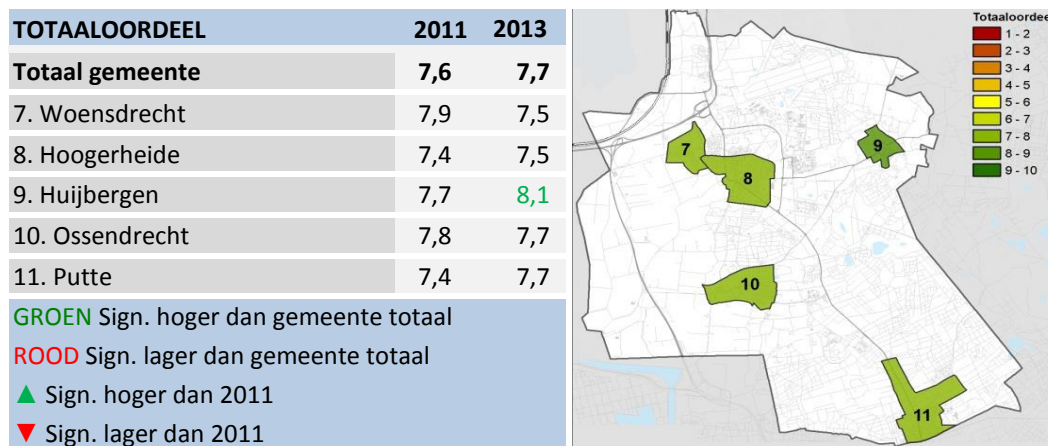 TOTAALOORDEEL 2011 2013
Totaal gemeente 7,6 7,7
7. Woensdrecht 7,9 7,5
8. Hoogerheide 7,4 7,5
9. Huijbergen 7,7 8,1
10. Ossendrecht 7,8 7,7
11. Putte 7,4 7,7
GROEN Sign. hoger dan gemeente totaal
ROOD Sign. lager dan gemeente totaal
▲ Sign. hoger dan 2011
▼ Sign. lager dan 2011
Totaaloordeel
1 - 2
2 - 3
3 - 4
4 - 5
5 - 6
6 - 7
7 - 8
8 - 9
9 - 10
7
8
9
10
11